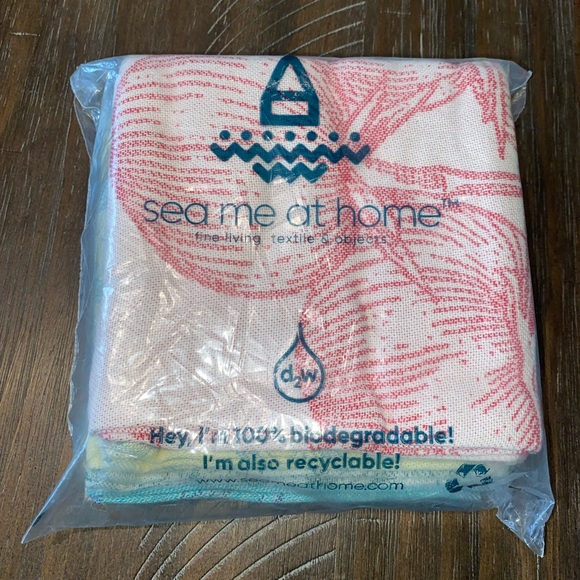 sea me at home™
fine living textile & objects
d₂w
Hey, I'm 100% biodegradable!
I'm also recyclable!
www.seameathome.com